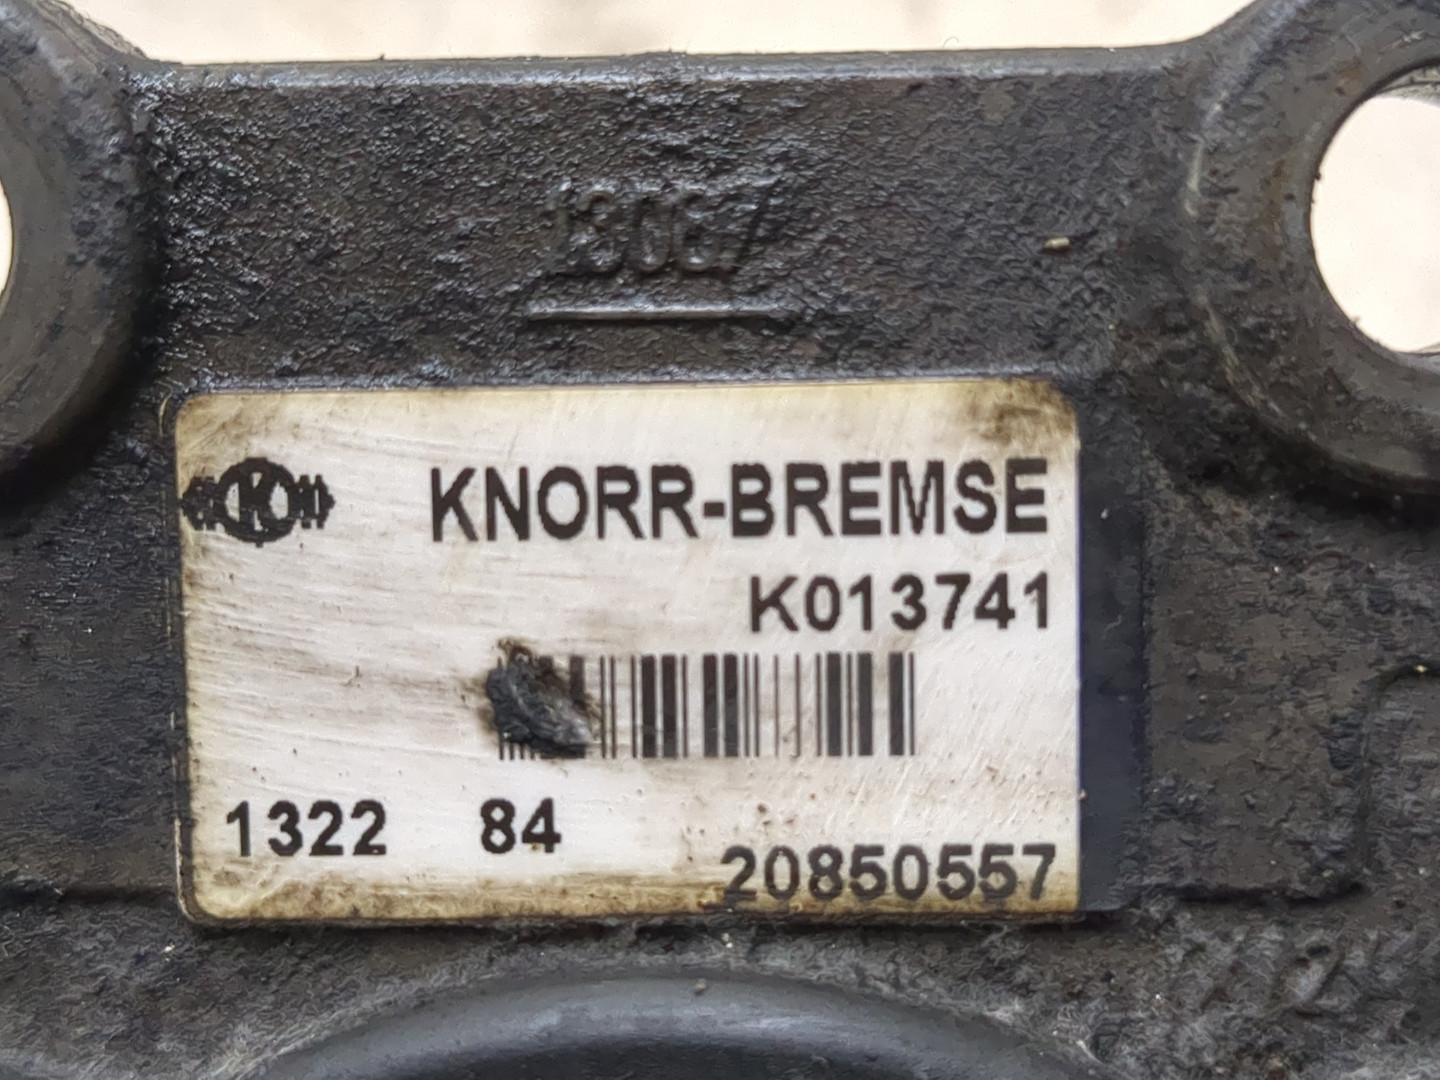 KNORR-BREMSE
K013741
1322 84
20850557